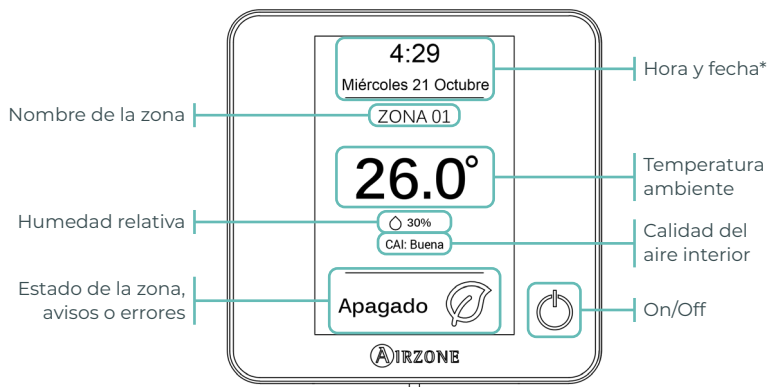 4:29
Miércoles 21 Octubre
Hora y fecha*
Nombre de la zona
ZONA 01
26.0°
Temperatura
ambiente
Humedad relativa
30%
CAI: Buena
Calidad del
aire interior
Estado de la zona,
avisos o errores
Apagado
On/Off
AIRZONE